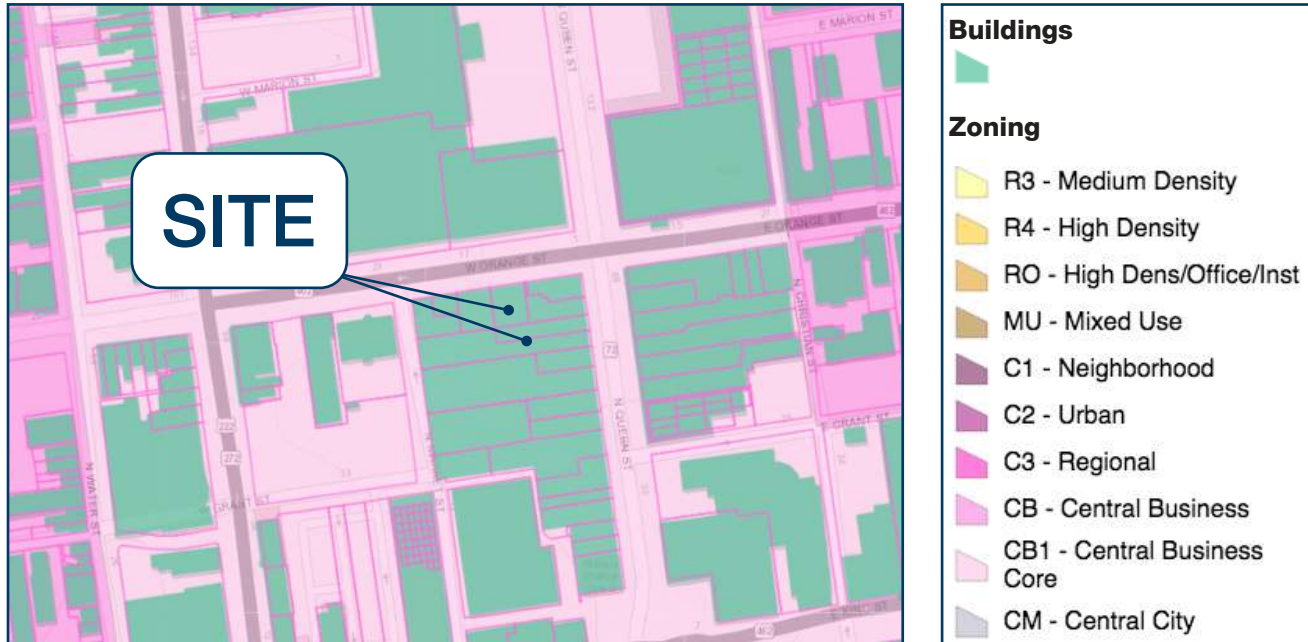 E MARION ST
W MARION ST
SITE
462
E ORANGE ST
W ORANGE ST
N CHRISTIAN ST
72
N QUEEN ST
222
272
E GRANT ST
N WATER ST
462
Buildings
Zoning
R3 - Medium Density
R4 - High Density
RO - High Dens/Office/Inst
MU - Mixed Use
C1 - Neighborhood
C2 - Urban
C3 - Regional
CB - Central Business
CB1 - Central Business
Core
CM - Central City